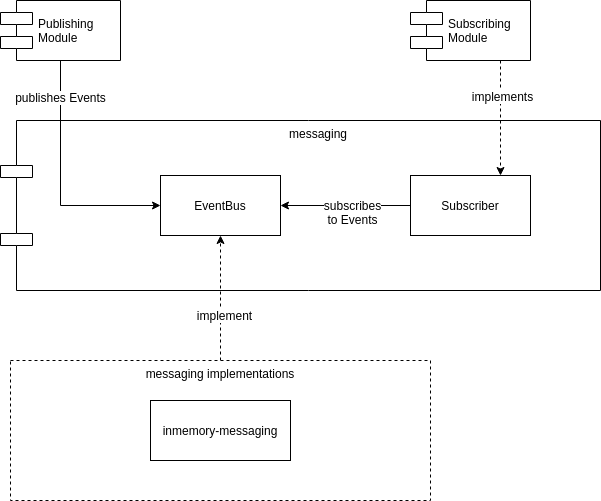 Publishing
Module
Subscribing
Module
publishes Events
implements
messaging
EventBus
subscribes
to Events
Subscriber
implement
messaging implementations
inmemory-messaging